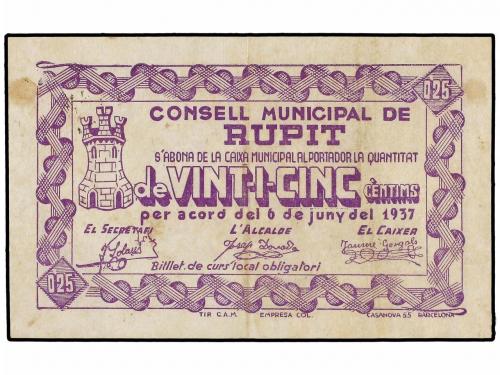 0'25
CONSELL MUNICIPAL DE
RUPIT
S'ABONA DE LA CAIXA MUNICIPAL AL PORTADOR LA QUANTITAT
de VINT-I-CINC CÈNTIMS
per acord del 6 de juny del 1937
EL SECRETARI L'ALCALDE EL CAIXER
Billet de curs local obligatori
0'25
TIR C.A.M. EMPRESA COL. CASANOVA 55 BARCELONA